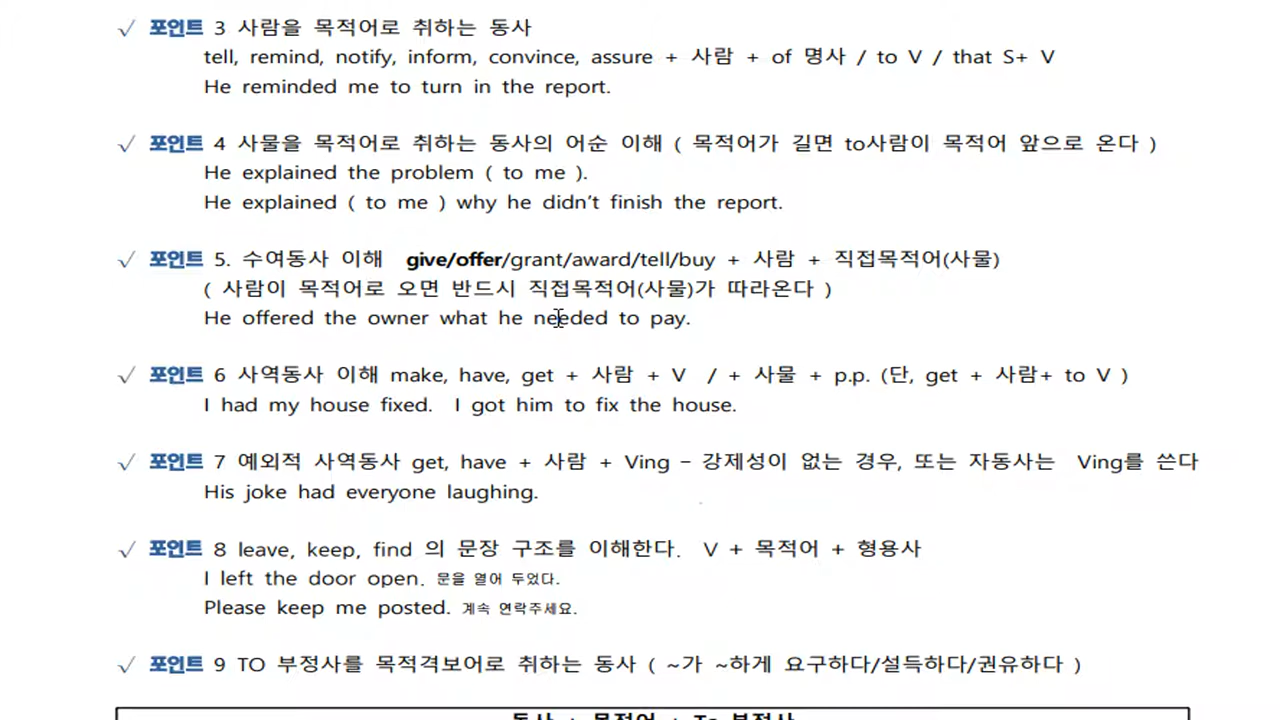 √ 포인트 3 사람을 목적어로 취하는 동사
tell, remind, notify, inform, convince, assure + 사람 + of 명사 / to V / that S+ V
He reminded me to turn in the report.
√ 포인트 4 사물을 목적어로 취하는 동사의 어순 이해 ( 목적어가 길면 to사람이 목적어 앞으로 온다 )
He explained the problem ( to me ).
He explained ( to me ) why he didn't finish the report.
√ 포인트 5. 수여동사 이해 give/offer/grant/award/tell/buy + 사람 + 직접목적어(사물)
( 사람이 목적어로 오면 반드시 직접목적어(사물)가 따라온다 )
He offered the owner what he needed to pay.
√ 포인트 6 사역동사 이해 make, have, get + 사람 + V / + 사물 + p.p. (단, get + 사람+ to V )
I had my house fixed. I got him to fix the house.
√ 포인트 7 예외적 사역동사 get, have + 사람 + Ving – 강제성이 없는 경우, 또는 자동사는 Ving를 쓴다
His joke had everyone laughing.
√ 포인트 8 leave, keep, find 의 문장 구조를 이해한다. V + 목적어 + 형용사
I left the door open. 문을 열어 두었다.
Please keep me posted. 계속 연락주세요.
√ 포인트 9 TO 부정사를 목적격보어로 취하는 동사 ( ~가 ~하게 요구하다/설득하다/권유하다 )
동사 + 목적어 + To 부정사